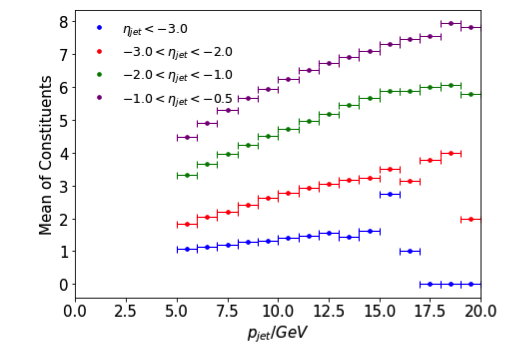 8
7
6
5
4
3
2
1
0
Mean of Constituents
η_jet < −3.0
−3.0 < η_jet < −2.0
−2.0 < η_jet < −1.0
−1.0 < η_jet < −0.5
0.0 2.5 5.0 7.5 10.0 12.5 15.0 17.5 20.0
p_jet/GeV